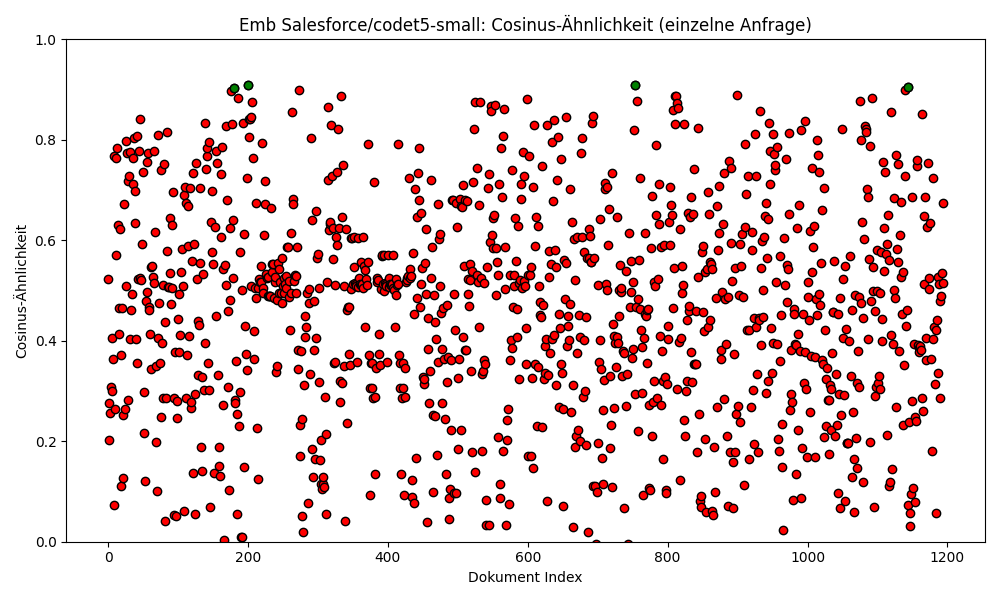 Emb Salesforce/codet5-small: Cosinus-Ähnlichkeit (einzelne Anfrage)
1.0
0.8
0.6
0.4
0.2
0.0
Cosinus-Ähnlichkeit
0 200 400 600 800 1000 1200
Dokument Index